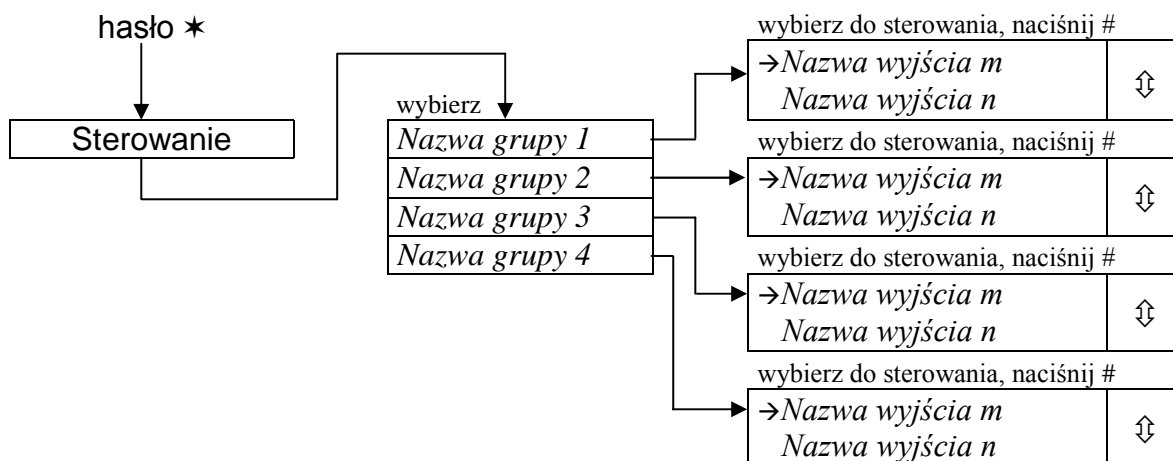 hasło ✶
Sterowanie
wybierz
Nazwa grupy 1
Nazwa grupy 2
Nazwa grupy 3
Nazwa grupy 4
wybierz do sterowania, naciśnij #
→Nazwa wyjścia m
Nazwa wyjścia n
⇕
wybierz do sterowania, naciśnij #
→Nazwa wyjścia m
Nazwa wyjścia n
⇕
wybierz do sterowania, naciśnij #
→Nazwa wyjścia m
Nazwa wyjścia n
⇕
wybierz do sterowania, naciśnij #
→Nazwa wyjścia m
Nazwa wyjścia n
⇕